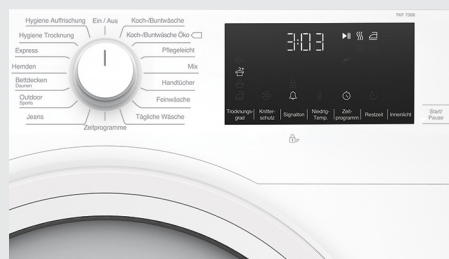 TKF 7300
Hygiene Auffrischung
Ein / Aus
Koch-/Buntwäsche
Hygiene Trocknung
Koch-/Buntwäsche Öko
Express
Pflegeleicht
Hemden
Mix
Bettdecken
Daunen
Handtücher
Outdoor
Sports
Feinwäsche
Jeans
Tägliche Wäsche
Zeitprogramme
3:03
Trocknungs-
grad
Knitter-
schutz
Signalton
Niedrig-
Temp.
Zeit-
programm
Restzeit
Innenlicht
Start/
Pause